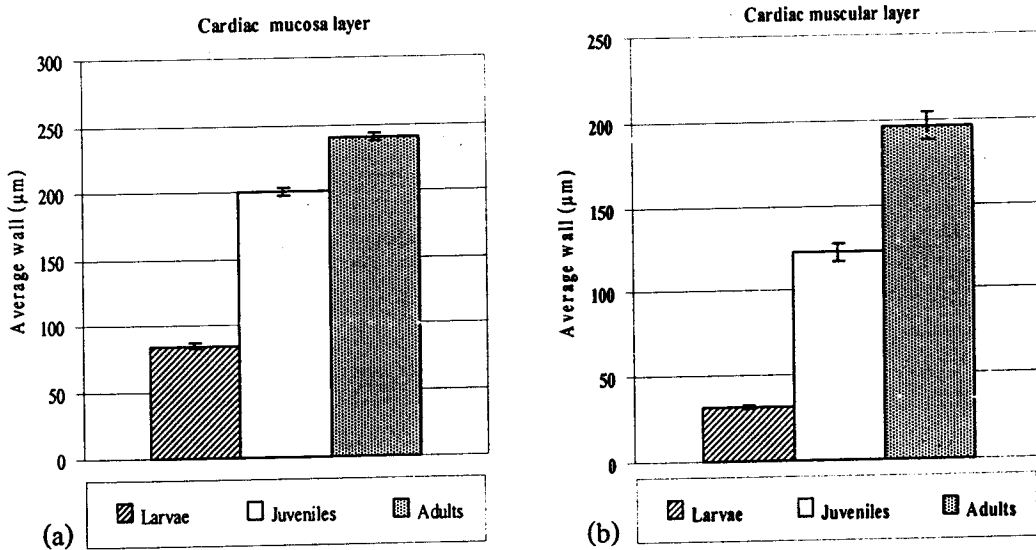 Cardiac mucosa layer
Average wall (µm)
300
250
200
150
100
50
0
Larvae Juveniles Adults
(a)
Cardiac muscular layer
Average wall (µm)
250
200
150
100
50
0
Larvae Juveniles Adults
(b)